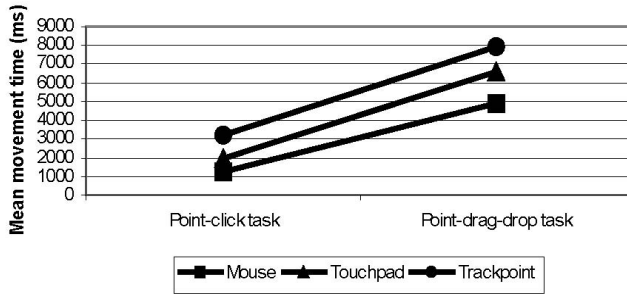 Mean movement time (ms)
9000
8000
7000
6000
5000
4000
3000
2000
1000
0
Point-click task
Point-drag-drop task
Mouse Touchpad Trackpoint